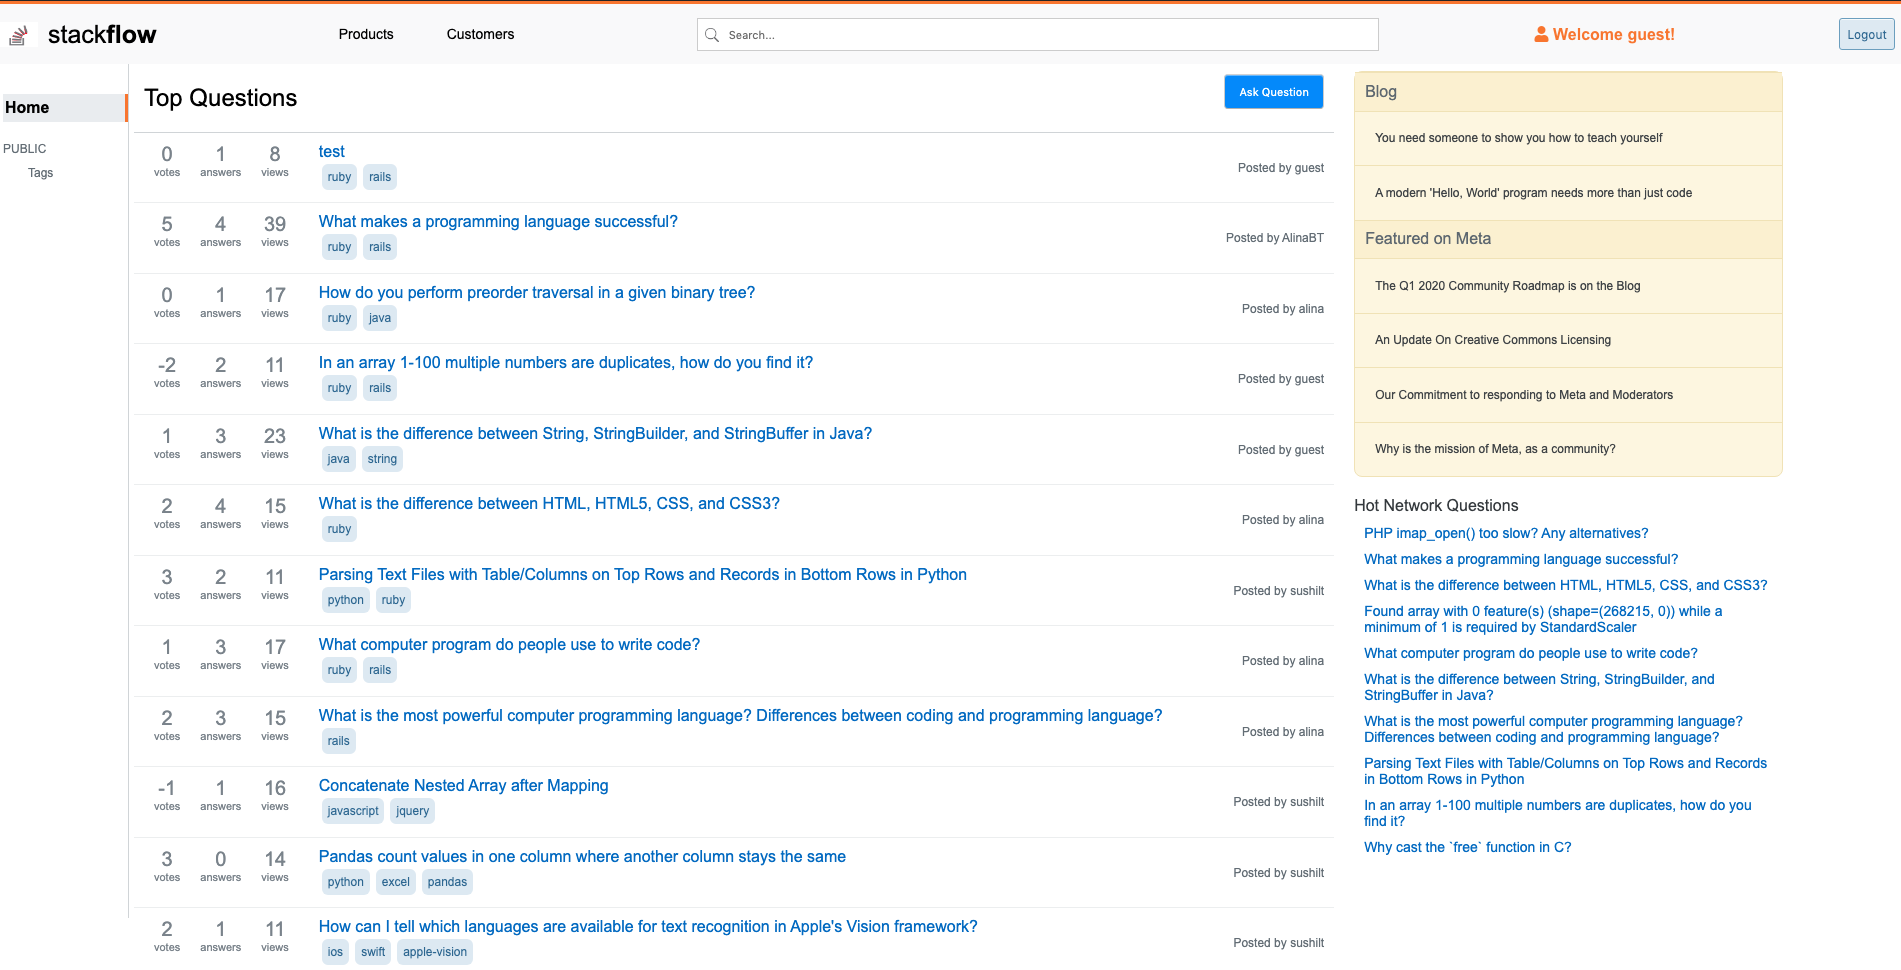 stackflow
Products
Customers
Search...
Welcome guest!
Logout
Home
PUBLIC
Tags
Top Questions
Ask Question
0 1 8
votes answers views
test
ruby rails
Posted by guest
5 4 39
votes answers views
What makes a programming language successful?
ruby rails
Posted by AlinaBT
0 1 17
votes answers views
How do you perform preorder traversal in a given binary tree?
ruby java
Posted by alina
-2 2 11
votes answers views
In an array 1-100 multiple numbers are duplicates, how do you find it?
ruby rails
Posted by guest
1 3 23
votes answers views
What is the difference between String, StringBuilder, and StringBuffer in Java?
java string
Posted by guest
2 4 15
votes answers views
What is the difference between HTML, HTML5, CSS, and CSS3?
ruby
Posted by alina
3 2 11
votes answers views
Parsing Text Files with Table/Columns on Top Rows and Records in Bottom Rows in Python
python ruby
Posted by sushilt
1 3 17
votes answers views
What computer program do people use to write code?
ruby rails
Posted by alina
2 3 15
votes answers views
What is the most powerful computer programming language? Differences between coding and programming language?
rails
Posted by alina
-1 1 16
votes answers views
Concatenate Nested Array after Mapping
javascript jquery
Posted by sushilt
3 0 14
votes answers views
Pandas count values in one column where another column stays the same
python excel pandas
Posted by sushilt
2 1 11
votes answers views
How can I tell which languages are available for text recognition in Apple's Vision framework?
ios swift apple-vision
Posted by sushilt
Blog
You need someone to show you how to teach yourself
A modern 'Hello, World' program needs more than just code
Featured on Meta
The Q1 2020 Community Roadmap is on the Blog
An Update On Creative Commons Licensing
Our Commitment to responding to Meta and Moderators
Why is the mission of Meta, as a community?
Hot Network Questions
PHP imap_open() too slow? Any alternatives?
What makes a programming language successful?
What is the difference between HTML, HTML5, CSS, and CSS3?
Found array with 0 feature(s) (shape=(268215, 0)) while a
minimum of 1 is required by StandardScaler
What computer program do people use to write code?
What is the difference between String, StringBuilder, and
StringBuffer in Java?
What is the most powerful computer programming language?
Differences between coding and programming language?
Parsing Text Files with Table/Columns on Top Rows and Records
in Bottom Rows in Python
In an array 1-100 multiple numbers are duplicates, how do you
find it?
Why cast the `free` function in C?